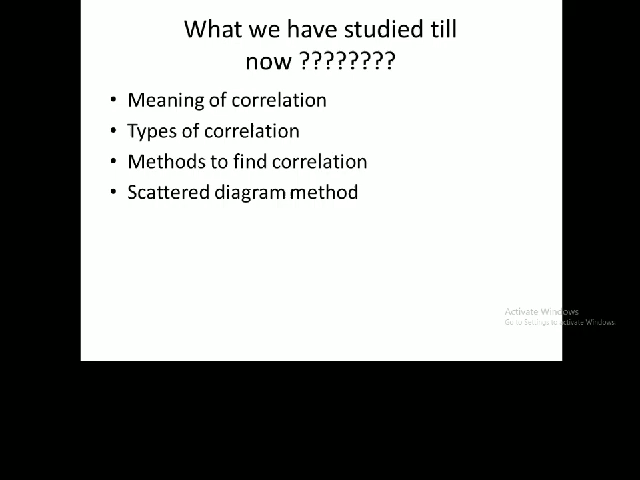 What we have studied till
now ????????
• Meaning of correlation
• Types of correlation
• Methods to find correlation
• Scattered diagram method
Activate Windows
Go to Settings to activate Windows.